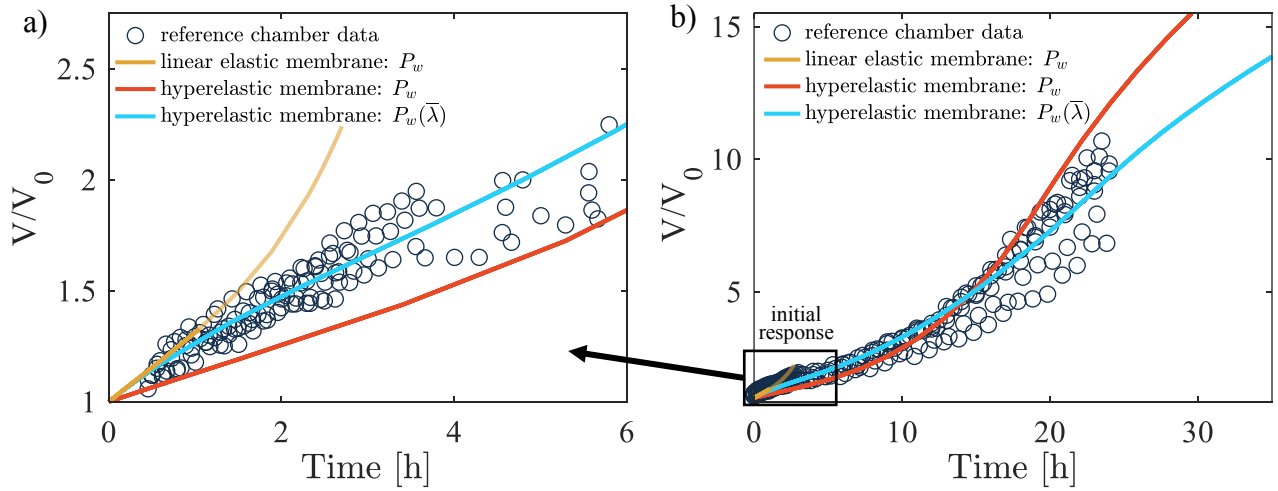 a)
reference chamber data
linear elastic membrane: P_w
hyperelastic membrane: P_w
hyperelastic membrane: P_w(λ̅)
2.5
2
1.5
1
V/V_0
0
2
4
6
Time [h]
b)
reference chamber data
linear elastic membrane: P_w
hyperelastic membrane: P_w
hyperelastic membrane: P_w(λ̅)
15
10
5
V/V_0
initial
response
0
10
20
30
Time [h]